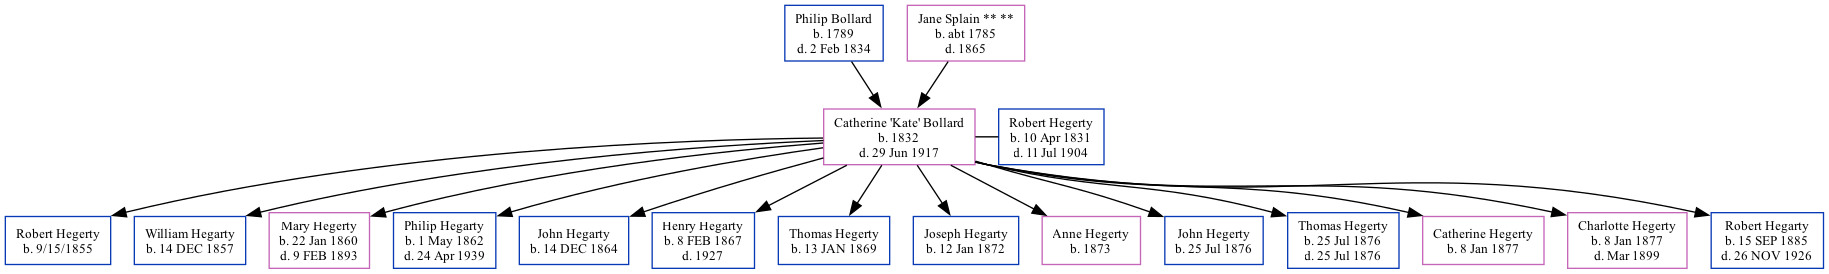 Philip Bollard
b. 1789
d. 2 Feb 1834
Jane Splain ** **
b. abt 1785
d. 1865
Catherine 'Kate' Bollard
b. 1832
d. 29 Jun 1917
Robert Hegerty
b. 10 Apr 1831
d. 11 Jul 1904
Robert Hegerty
b. 9/15/1855
William Hegarty
b. 14 DEC 1857
Mary Hegerty
b. 22 Jan 1860
d. 9 FEB 1893
Philip Hegarty
b. 1 May 1862
d. 24 Apr 1939
John Hegarty
b. 14 DEC 1864
Henry Hegarty
b. 8 FEB 1867
d. 1927
Thomas Hegerty
b. 13 JAN 1869
Joseph Hegarty
b. 12 Jan 1872
Anne Hegerty
b. 1873
John Hegerty
b. 25 Jul 1876
Thomas Hegerty
b. 25 Jul 1876
d. 25 Jul 1876
Catherine Hegerty
b. 8 Jan 1877
Charlotte Hegerty
b. 8 Jan 1877
d. Mar 1899
Robert Hegarty
b. 15 SEP 1885
d. 26 NOV 1926